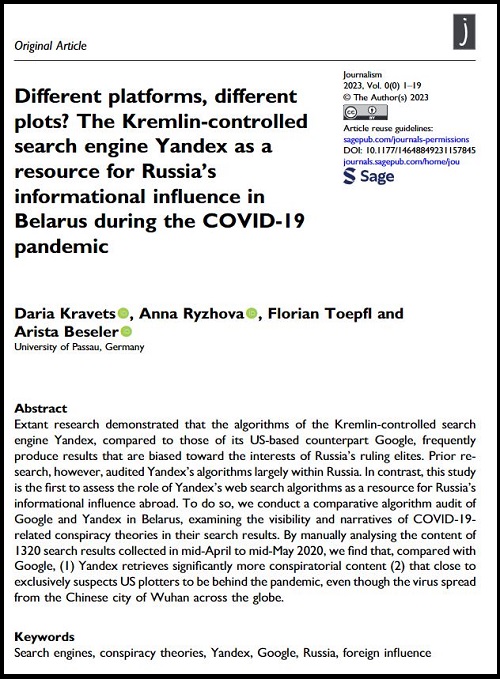 Original Article
j
Journalism
2023, Vol. 0(0) 1–19
© The Author(s) 2023
cc BY
Article reuse guidelines:
sagepub.com/journals-permissions
DOI: 10.1177/14648849231157845
journals.sagepub.com/home/jou
S Sage
Different platforms, different
plots? The Kremlin-controlled
search engine Yandex as a
resource for Russia’s
informational influence in
Belarus during the COVID-19
pandemic
Daria Kravets iD, Anna Ryzhova iD, Florian Toepfl and
Arista Beseler iD
University of Passau, Germany
Abstract
Extant research demonstrated that the algorithms of the Kremlin-controlled search
engine Yandex, compared to those of its US-based counterpart Google, frequently
produce results that are biased toward the interests of Russia’s ruling elites. Prior re-
search, however, audited Yandex’s algorithms largely within Russia. In contrast, this study
is the first to assess the role of Yandex’s web search algorithms as a resource for Russia’s
informational influence abroad. To do so, we conduct a comparative algorithm audit of
Google and Yandex in Belarus, examining the visibility and narratives of COVID-19-
related conspiracy theories in their search results. By manually analysing the content of
1320 search results collected in mid-April to mid-May 2020, we find that, compared with
Google, (1) Yandex retrieves significantly more conspiratorial content (2) that close to
exclusively suspects US plotters to be behind the pandemic, even though the virus spread
from the Chinese city of Wuhan across the globe.
Keywords
Search engines, conspiracy theories, Yandex, Google, Russia, foreign influence